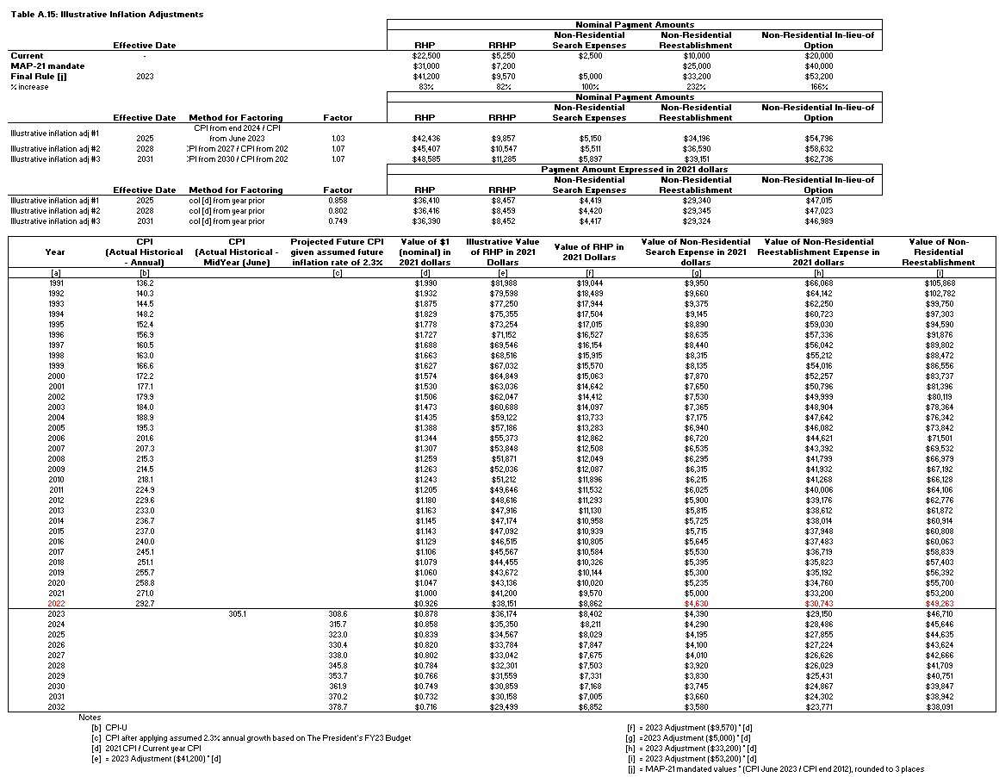 Table A.15: Illustrative Inflation Adjustments
Nominal Payment Amounts
Effective Date RHP RRHP Non-Residential Search Expenses Non-Residential Reestablishment Non-Residential In-lieu-of Option
Current - $22,500 $5,250 $2,500 $10,000 $20,000
MAP-21 mandate $31,000 $7,200 $25,000 $40,000
Final Rule [j] 2023 $41,200 $9,570 $5,000 $33,200 $53,200
% increase 83% 82% 100% 232% 166%
Nominal Payment Amounts
Effective Date Method for Factoring Factor RHP RRHP Non-Residential Search Expenses Non-Residential Reestablishment Non-Residential In-lieu-of Option
Illustrative inflation adj #1 2025 CPI from end 2024 / CPI from June 2023 1.03 $42,436 $9,857 $5,150 $34,196 $54,796
Illustrative inflation adj #2 2028 CPI from 2027 / CPI from 202 1.07 $45,407 $10,547 $5,511 $36,590 $58,632
Illustrative inflation adj #3 2031 CPI from 2030 / CPI from 202 1.07 $48,585 $11,285 $5,897 $39,151 $62,736
Payment Amount Expressed in 2021 dollars
Effective Date Method for Factoring Factor RHP RRHP Non-Residential Search Expenses Non-Residential Reestablishment Non-Residential In-lieu-of Option
Illustrative inflation adj #1 2025 col [d] from year prior 0.858 $36,410 $8,457 $4,419 $29,340 $47,015
Illustrative inflation adj #2 2028 col [d] from year prior 0.802 $36,416 $8,459 $4,420 $29,345 $47,023
Illustrative inflation adj #3 2031 col [d] from year prior 0.749 $36,390 $8,452 $4,417 $29,324 $46,989
Year CPI (Actual Historical - Annual) CPI (Actual Historical - MidYear (June) Projected Future CPI given assumed future inflation rate of 2.3% Value of $1 (nominal) in 2021 dollars Illustrative Value of RHP in 2021 Dollars Value of RHP in 2021 Dollars Value of Non-Residential Search Expense in 2021 dollars Value of Non-Residential Reestablishment Expense in 2021 dollars Value of Non-Residential Reestablishment
[a] [b] [c] [d] [e] [f] [g] [h] [i]
1991 136.2 $1.990 $81,988 $19,044 $9,950 $66,068 $105,868
1992 140.3 $1.932 $79,598 $18,489 $9,660 $64,142 $102,782
1993 144.5 $1.875 $77,250 $17,944 $9,375 $62,250 $99,750
1994 148.2 $1.829 $75,355 $17,504 $9,145 $60,723 $97,303
1995 152.4 $1.778 $73,254 $17,015 $8,890 $59,030 $94,590
1996 156.9 $1.727 $71,152 $16,527 $8,635 $57,336 $91,876
1997 160.5 $1.688 $69,546 $16,154 $8,440 $56,042 $89,802
1998 163.0 $1.663 $68,516 $15,915 $8,315 $55,212 $88,472
1999 166.6 $1.627 $67,032 $15,570 $8,135 $54,016 $86,556
2000 172.2 $1.574 $64,849 $15,063 $7,870 $52,257 $83,737
2001 177.1 $1.530 $63,036 $14,642 $7,650 $50,796 $81,396
2002 179.9 $1.506 $62,047 $14,412 $7,530 $49,999 $80,119
2003 184.0 $1.473 $60,688 $14,097 $7,365 $48,904 $78,364
2004 188.9 $1.435 $59,122 $13,733 $7,175 $47,642 $76,342
2005 195.3 $1.388 $57,186 $13,283 $6,940 $46,082 $73,842
2006 201.6 $1.344 $55,373 $12,862 $6,720 $44,621 $71,501
2007 207.3 $1.307 $53,848 $12,508 $6,535 $43,392 $69,532
2008 215.3 $1.259 $51,871 $12,049 $6,295 $41,799 $66,979
2009 214.5 $1.263 $52,036 $12,087 $6,315 $41,932 $67,192
2010 218.1 $1.243 $51,212 $11,896 $6,215 $41,268 $66,128
2011 224.9 $1.205 $49,646 $11,532 $6,025 $40,006 $64,106
2012 229.6 $1.180 $48,616 $11,293 $5,900 $39,176 $62,776
2013 233.0 $1.163 $47,916 $11,130 $5,815 $38,612 $61,872
2014 236.7 $1.145 $47,174 $10,958 $5,725 $38,014 $60,914
2015 237.0 $1.143 $47,092 $10,939 $5,715 $37,948 $60,808
2016 240.0 $1.129 $46,515 $10,805 $5,645 $37,483 $60,063
2017 245.1 $1.106 $45,567 $10,584 $5,530 $36,719 $58,839
2018 251.1 $1.079 $44,455 $10,326 $5,395 $35,823 $57,403
2019 255.7 $1.060 $43,672 $10,144 $5,300 $35,192 $56,392
2020 258.8 $1.047 $43,136 $10,020 $5,235 $34,760 $55,700
2021 271.0 $1.000 $41,200 $9,570 $5,000 $33,200 $53,200
2022 292.7 $0.926 $38,151 $8,862 $4,630 $30,743 $49,263
2023 305.1 308.6 $0.878 $36,174 $8,402 $4,390 $29,150 $46,710
2024 315.7 $0.858 $35,350 $8,211 $4,290 $28,486 $45,646
2025 323.0 $0.839 $34,567 $8,029 $4,195 $27,855 $44,635
2026 330.4 $0.820 $33,784 $7,847 $4,100 $27,224 $43,624
2027 338.0 $0.802 $33,042 $7,675 $4,010 $26,626 $42,666
2028 345.8 $0.784 $32,301 $7,503 $3,920 $26,029 $41,709
2029 353.7 $0.766 $31,559 $7,331 $3,830 $25,431 $40,751
2030 361.9 $0.749 $30,859 $7,168 $3,745 $24,867 $39,847
2031 370.2 $0.732 $30,158 $7,005 $3,660 $24,302 $38,942
2032 378.7 $0.716 $29,499 $6,852 $3,580 $23,771 $38,091
Notes
[b] CPI-U
[c] CPI after applying assumed 2.3% annual growth based on The President's FY23 Budget
[d] 2021 CPI / Current year CPI
[e] = 2023 Adjustment ($41,200) * [d]
[f] = 2023 Adjustment ($9,570) * [d]
[g] =2023 Adjustment ($5,000) * [d]
[h] = 2023 Adjustment ($33,200) * [d]
[i] = 2023 Adjustment ($53,200) * [d]
[j] = MAP-21 mandated values * (CPI June 2023 / CPI end 2012), rounded to 3 places